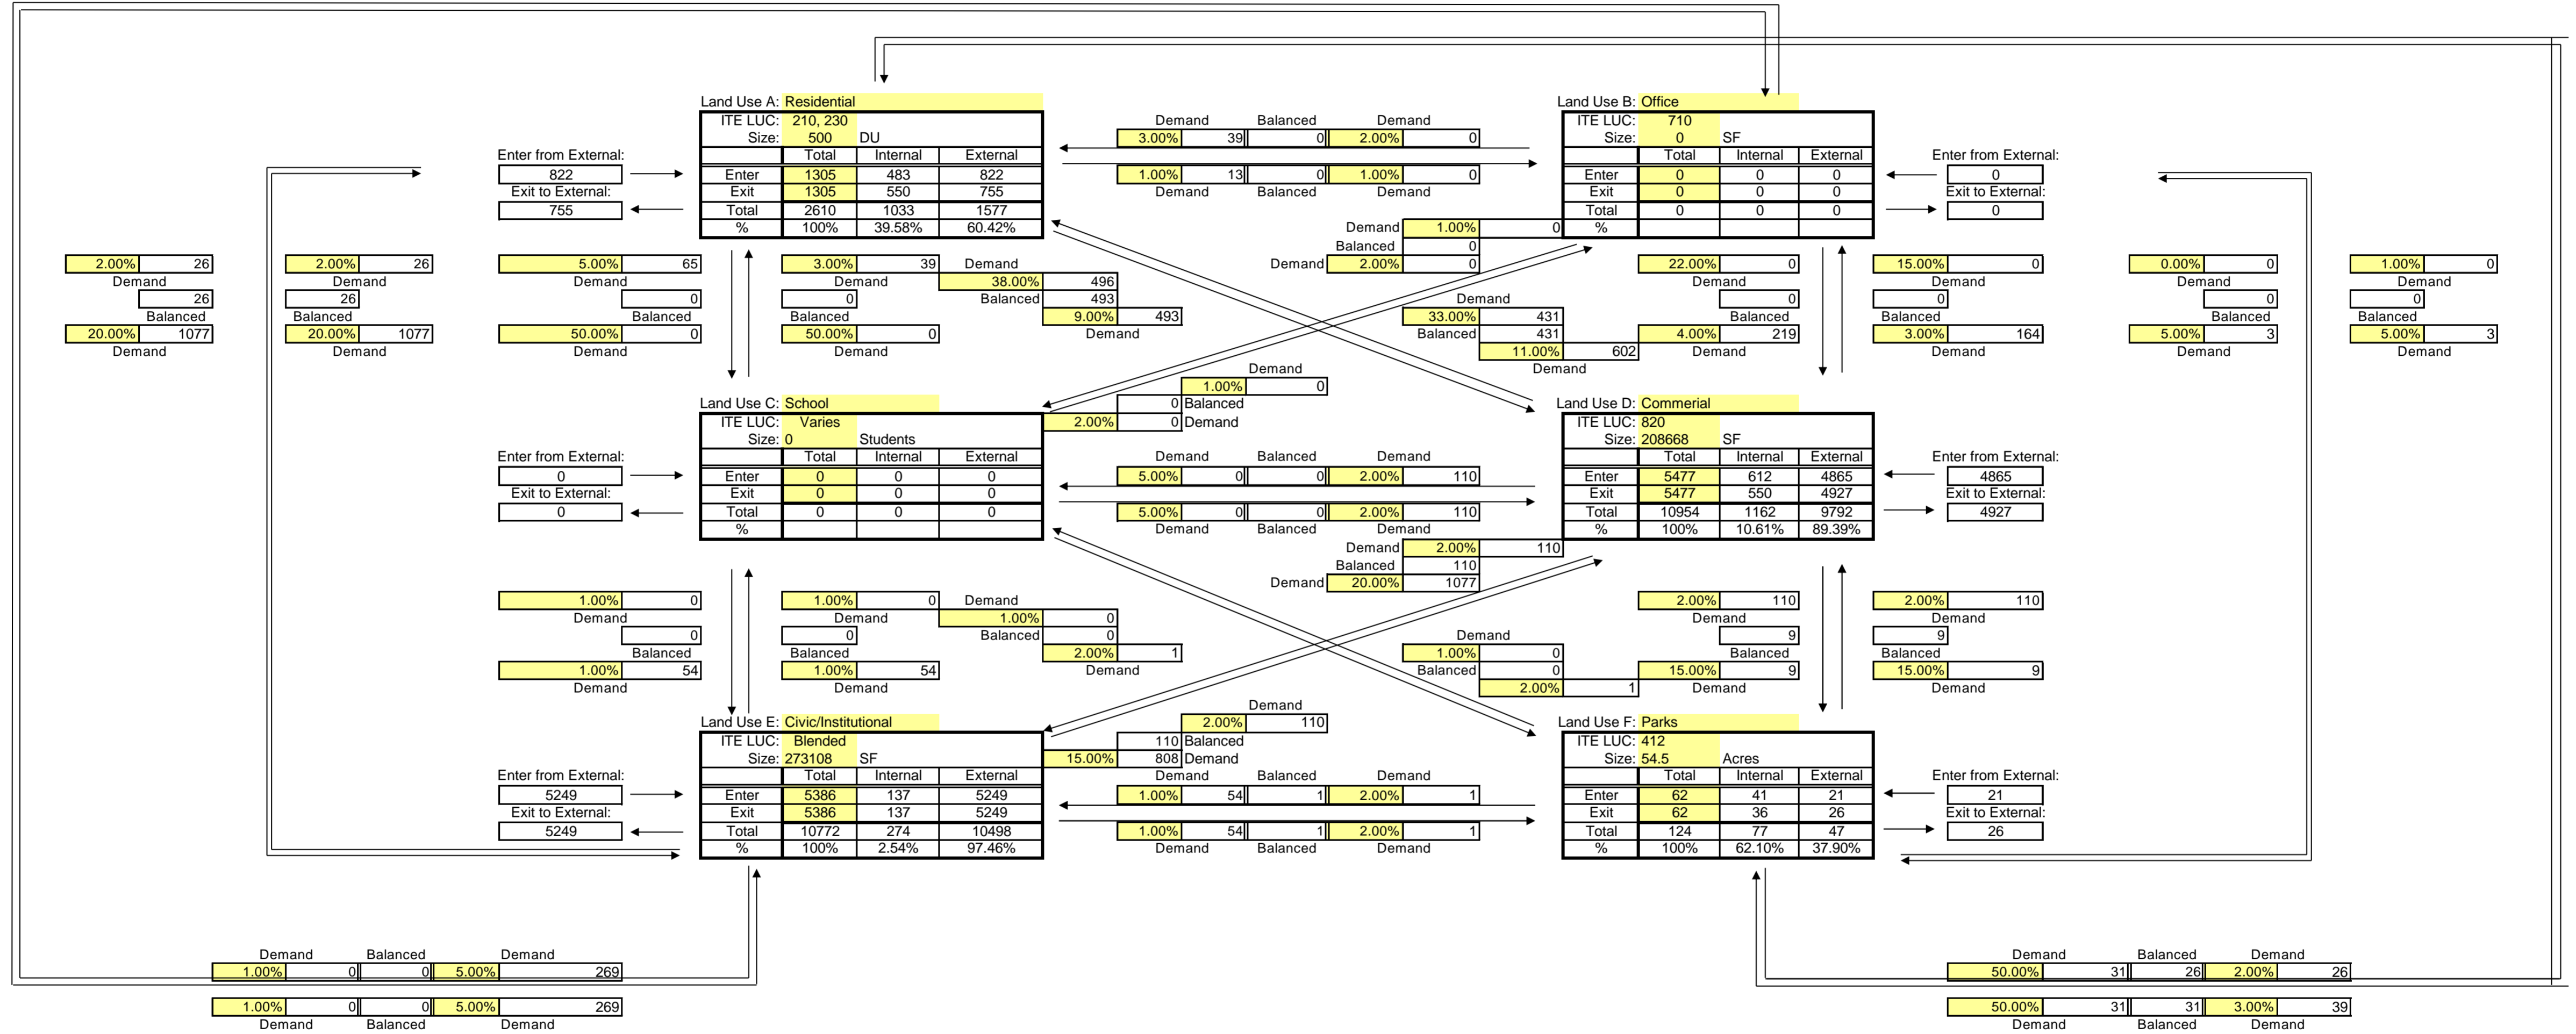 Land Use A: Residential
Land Use B: Office
ITE LUC: 210, 230
Demand Balanced Demand
ITE LUC: 710
Size: 500 DU
3.00% 39 0 2.00% 0
Size: 0 SF
Enter from External:
Total Internal External
Total Internal External
Enter from External:
822
Enter 1305 483 822
1.00% 13 0 1.00% 0
Enter 0 0 0
0
Exit to External:
Exit 1305 550 755
Demand Balanced Demand
Exit 0 0 0
Exit to External:
755
Total 2610 1033 1577
Total 0 0 0
0
% 100% 39.58% 60.42%
Demand 1.00% 0
%
Balanced 0
Demand 2.00% 0
2.00% 26
2.00% 26
5.00% 65
3.00% 39
Demand
22.00% 0
15.00% 0
0.00% 0
1.00% 0
Demand
Demand
Demand
Demand
38.00% 496
Demand
Demand
Demand
Demand
26
26
0
0
Balanced 493
Demand
0
0
0
0
Balanced
Balanced
Balanced
Balanced
9.00% 493
33.00% 431
Balanced
Balanced
Balanced
Balanced
20.00% 1077
20.00% 1077
50.00% 0
50.00% 0
Demand
Balanced 431
4.00% 219
3.00% 164
5.00% 3
5.00% 3
Demand
Demand
Demand
Demand
11.00% 602
Demand
Demand
Demand
Demand
Demand
Demand
1.00% 0
0 Balanced
2.00% 0 Demand
Land Use C: School
Land Use D: Commerial
ITE LUC: Varies
ITE LUC: 820
Size: 0 Students
Size: 208668 SF
Enter from External:
Total Internal External
Demand Balanced Demand
Total Internal External
Enter from External:
0
Enter 0 0 0
5.00% 0 0 2.00% 110
Enter 5477 612 4865
4865
Exit to External:
Exit 0 0 0
Exit 5477 550 4927
Exit to External:
0
Total 0 0 0
5.00% 0 0 2.00% 110
Total 10954 1162 9792
4927
%
Demand Balanced Demand
% 100% 10.61% 89.39%
Demand 2.00% 110
Balanced 110
Demand 20.00% 1077
1.00% 0
1.00% 0
Demand
2.00% 110
2.00% 110
Demand
Demand
1.00% 0
Demand
Demand
0
0
Balanced 0
Demand
9
9
Balanced
Balanced
2.00% 1
1.00% 0
Balanced
Balanced
1.00% 54
1.00% 54
Demand
Balanced 0
15.00% 9
15.00% 9
Demand
Demand
2.00% 1
Demand
Demand
Demand
2.00% 110
110 Balanced
15.00% 808 Demand
Land Use E: Civic/Institutional
Land Use F: Parks
ITE LUC: Blended
ITE LUC: 412
Size: 273108 SF
Size: 54.5 Acres
Enter from External:
Total Internal External
Demand Balanced Demand
Total Internal External
Enter from External:
5249
Enter 5386 137 5249
1.00% 54 1 2.00% 1
Enter 62 41 21
21
Exit to External:
Exit 5386 137 5249
Exit 62 36 26
Exit to External:
5249
Total 10772 274 10498
1.00% 54 1 2.00% 1
Total 124 77 47
26
% 100% 2.54% 97.46%
Demand Balanced Demand
% 100% 62.10% 37.90%
Demand Balanced Demand
Demand Balanced Demand
1.00% 0 0 5.00% 269
50.00% 31 26 2.00% 26
1.00% 0 0 5.00% 269
50.00% 31 31 3.00% 39
Demand Balanced Demand
Demand Balanced Demand